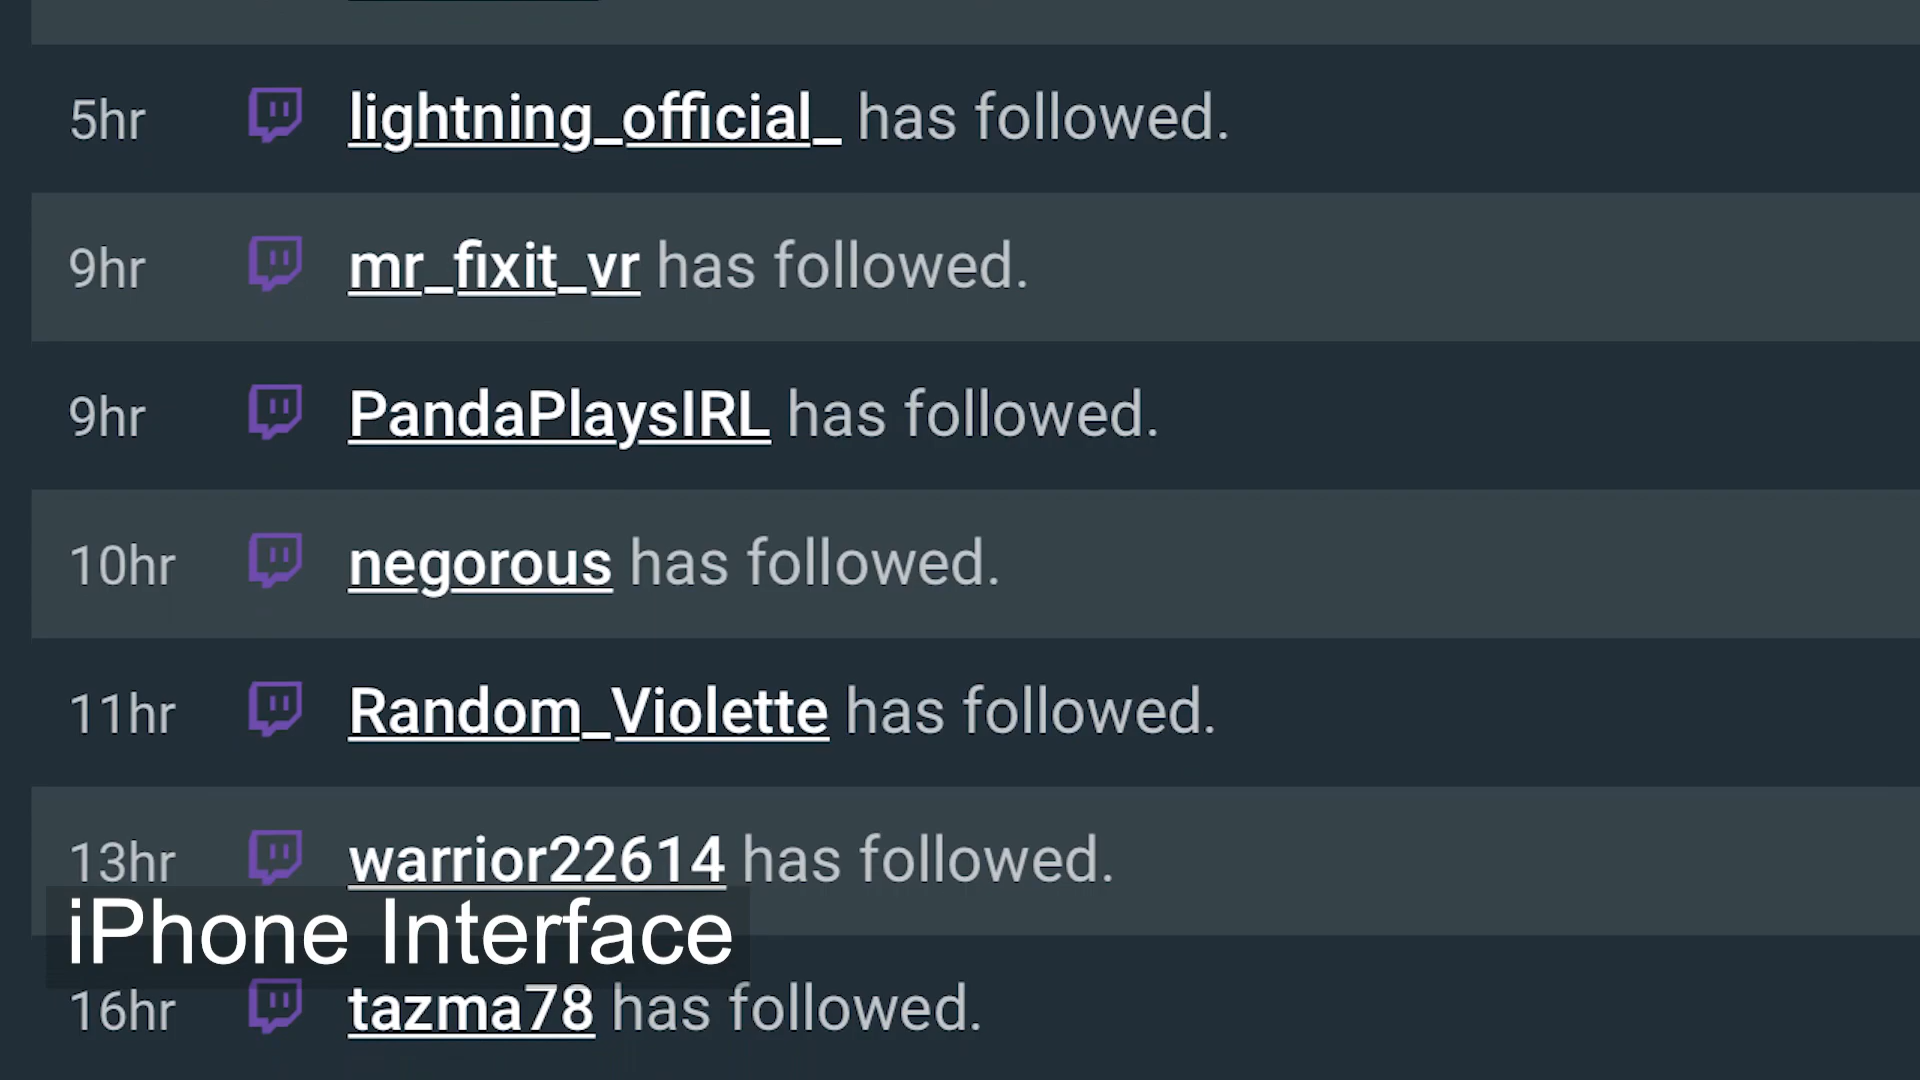 5hr lightning_official_ has followed.
9hr mr_fixit_vr has followed.
9hr PandaPlaysIRL has followed.
10hr negorous has followed.
11hr Random_Violette has followed.
13hr warrior22614 has followed.
iPhone Interface
16hr tazma78 has followed.